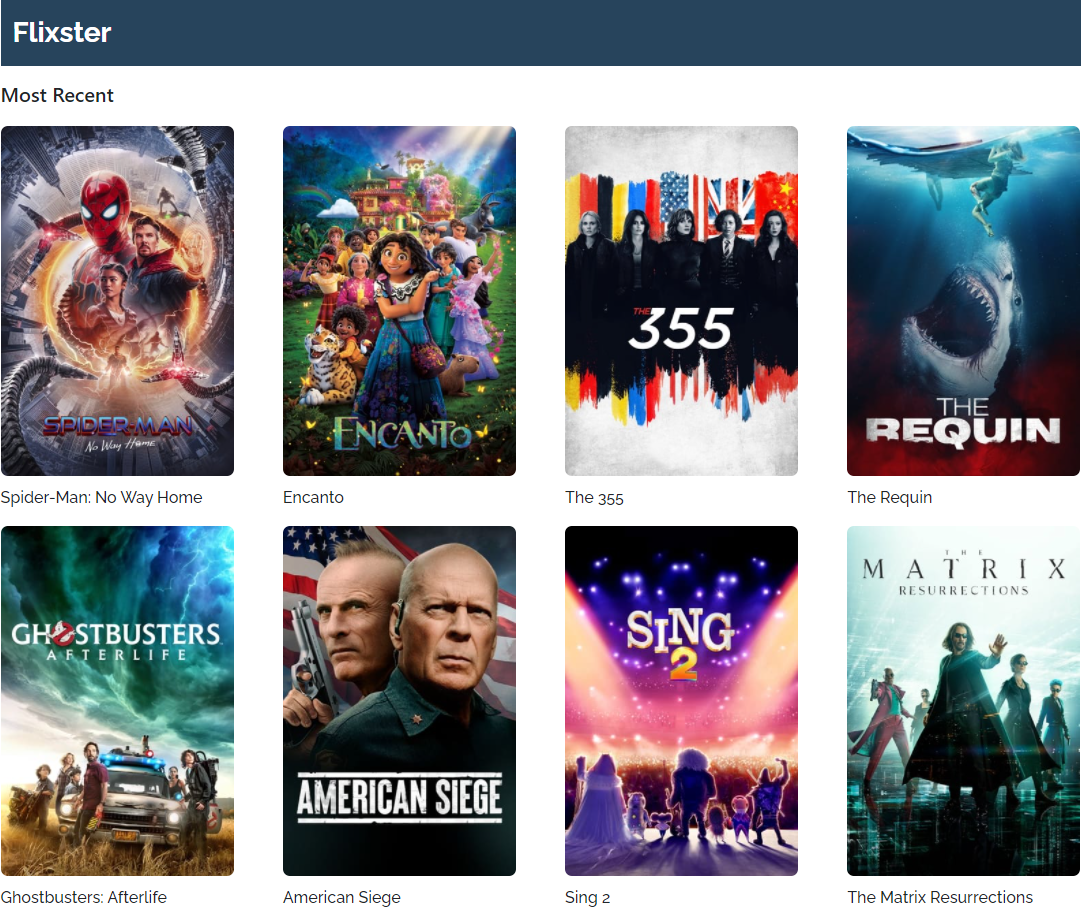 Flixster
Most Recent
SPIDER-MAN
No Way Home
ENCANTO
THE
355
THE
REQUIN
Spider-Man: No Way Home
Encanto
The 355
The Requin
GHOSTBUSTERS
AFTERLIFE
AMERICAN SIEGE
SING
2
THE
MATRIX
RESURRECTIONS
Ghostbusters: Afterlife
American Siege
Sing 2
The Matrix Resurrections